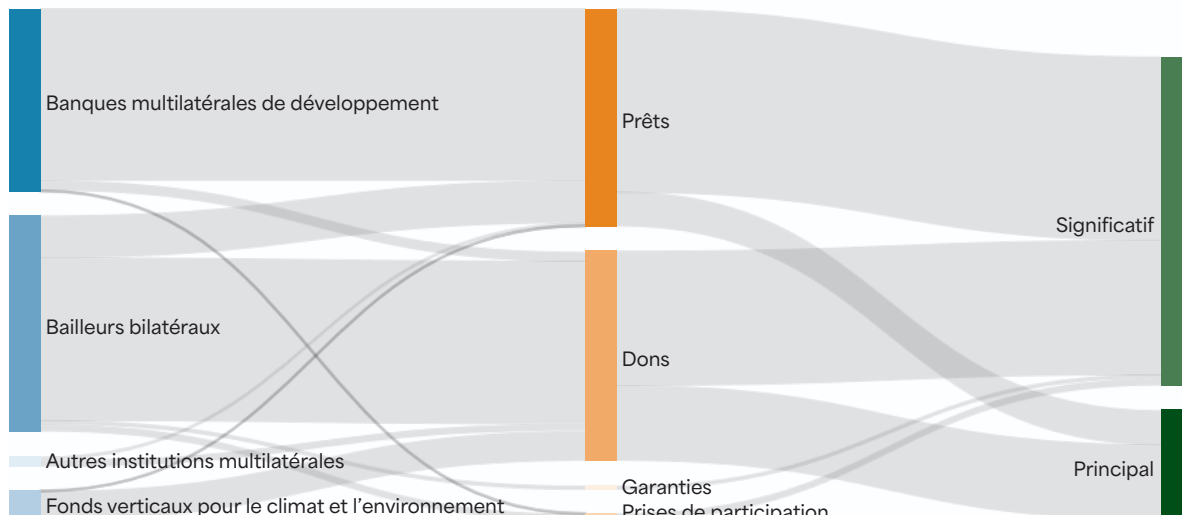 Banques multilatérales de développement
Prêts
Significatif
Bailleurs bilatéraux
Dons
Autres institutions multilatérales
Principal
Garanties
Fonds verticaux pour le climat et l'environnement
Prises de participation